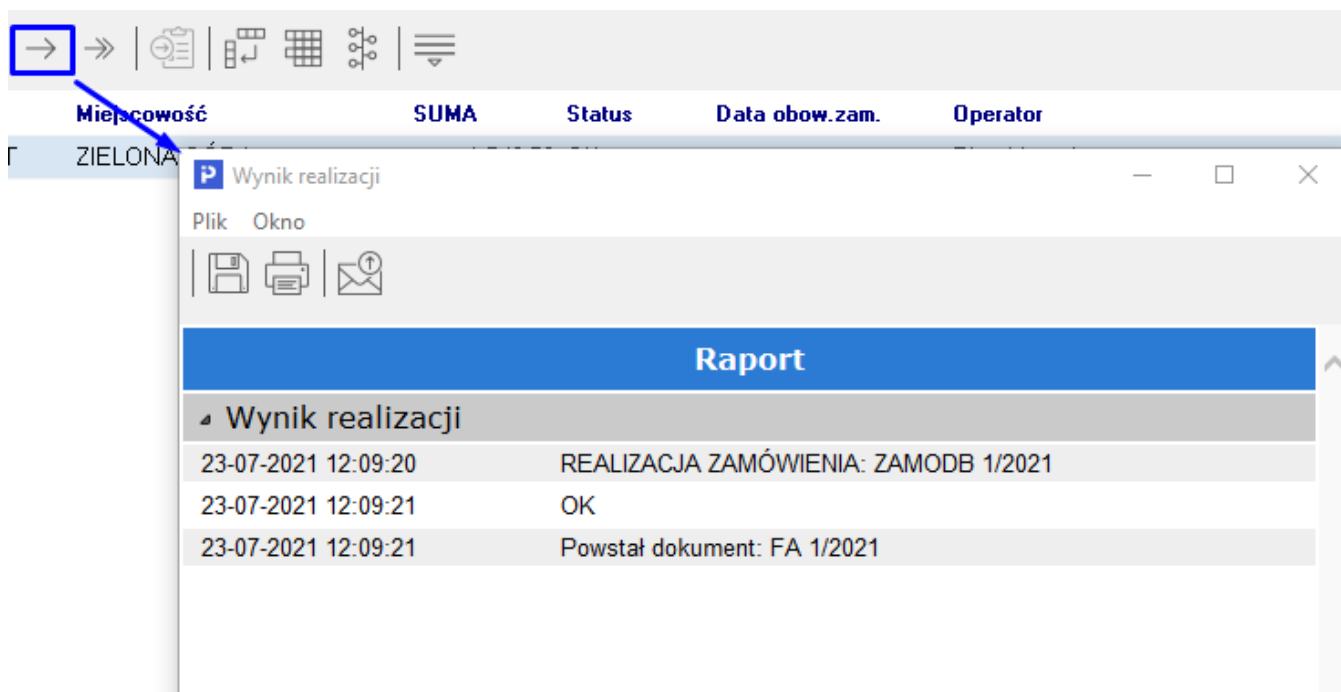 Miejscowość SUMA Status Data obow.zam. Operator
ZIELONA
Wynik realizacji
Plik Okno
Raport
Wynik realizacji
23-07-2021 12:09:20 REALIZACJA ZAMÓWIENIA: ZAMODB 1/2021
23-07-2021 12:09:21 OK
23-07-2021 12:09:21 Powstał dokument: FA 1/2021